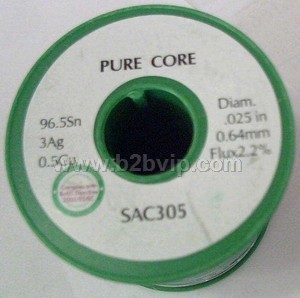 PURE CORE
96.5Sn
3Ag
0.5Cu
Diam.
.025 in
0.64mm
Flux2.2%
www.b2bvip.com
SAC305